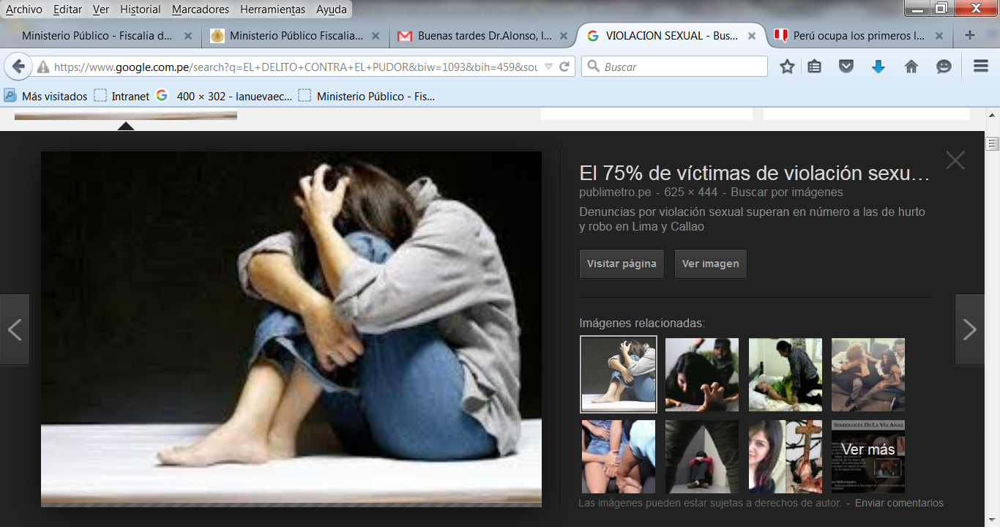 Archivo Editar Ver Historial Marcadores Herramientas Ayuda
Ministerio Público - Fiscalia d... Ministerio Público Fiscalia... Buenas tardes Dr.Alonso, l... VIOLACION SEXUAL - Bus... Perú ocupa los primeros l...
https://www.google.com.pe/search?q=EL+DELITO+CONTRA+EL+PUDOR&biw=1093&bih=459&sou Buscar
Más visitados Intranet 400 × 302 - lanuevaec... Ministerio Público - Fis...
El 75% de víctimas de violación sexu...
publimetro.pe - 625 × 444 - Buscar por imágenes
Denuncias por violación sexual superan en número a las de hurto
y robo en Lima y Callao
Visitar página Ver imagen
Imágenes relacionadas:
SEMIOLOGÍA DE LA VÍA ANAL
Ver más
Las imágenes pueden estar sujetas a derechos de autor. - Enviar comentarios